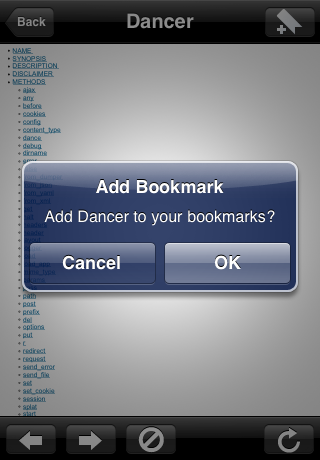 Back
Dancer
NAME
SYNOPSIS
DESCRIPTION
DISCLAIMER
METHODS
ajax
any
before
cookies
config
content_type
dance
debug
dirname
error
Add Bookmark
Add Dancer to your bookmarks?
Cancel
OK
path
post
prefix
del
options
put
r
redirect
request
send_error
send_file
set
set_cookie
session
splat
start